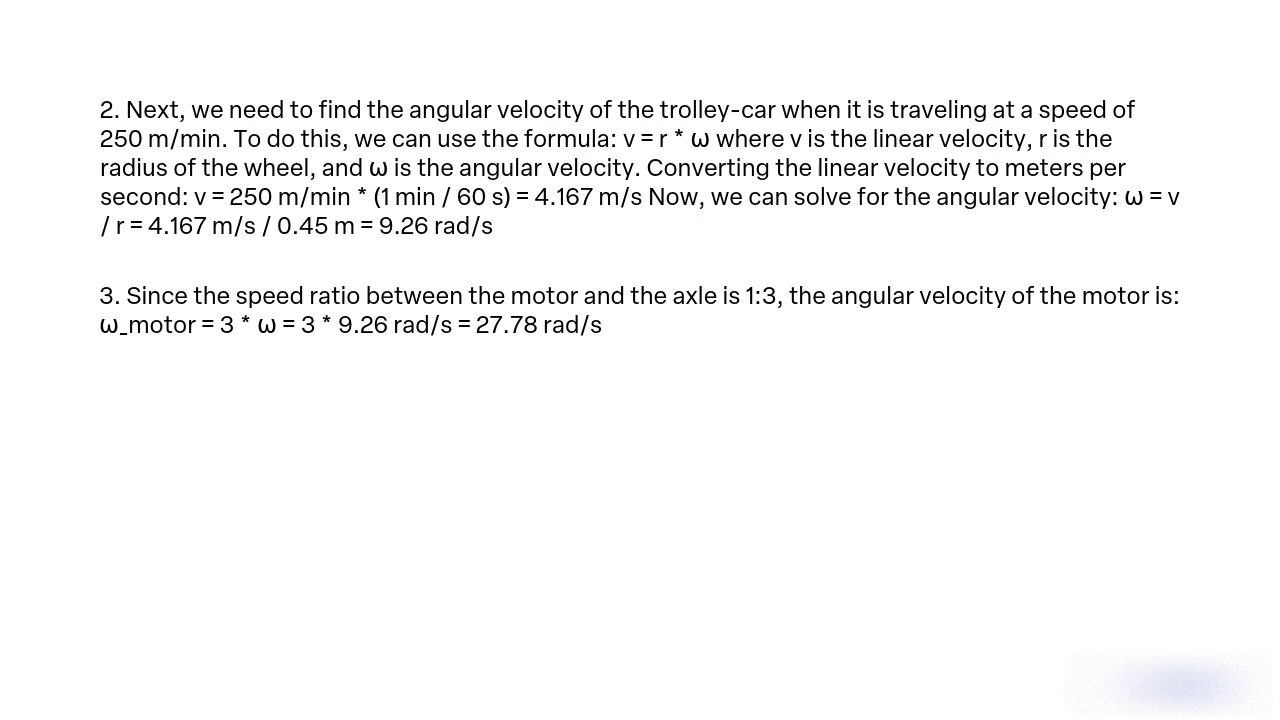 2. Next, we need to find the angular velocity of the trolley-car when it is traveling at a speed of
250 m/min. To do this, we can use the formula: v = r * ω where v is the linear velocity, r is the
radius of the wheel, and ω is the angular velocity. Converting the linear velocity to meters per
second: v = 250 m/min * (1 min / 60 s) = 4.167 m/s Now, we can solve for the angular velocity: ω = v
/ r = 4.167 m/s / 0.45 m = 9.26 rad/s
3. Since the speed ratio between the motor and the axle is 1:3, the angular velocity of the motor is:
ω_motor = 3 * ω = 3 * 9.26 rad/s = 27.78 rad/s